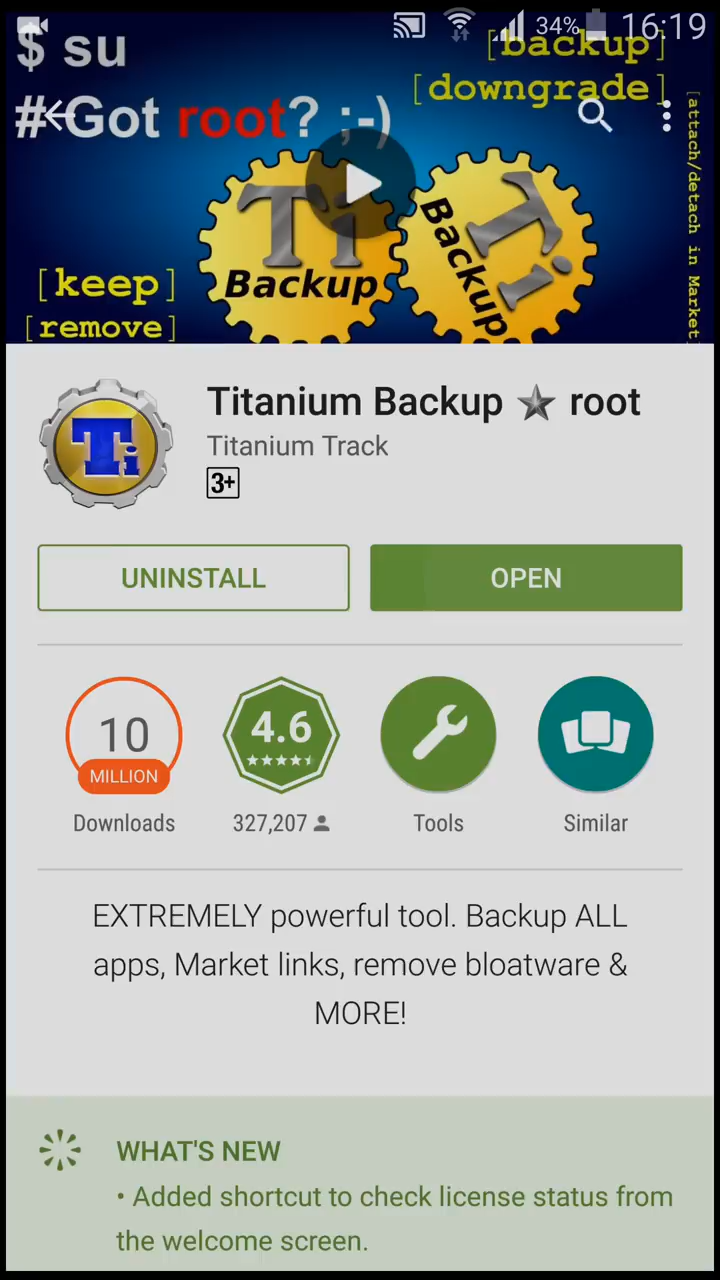 34% 16:19
$ su
[backup]
[downgrade]
#Got root? ;-)
[attach/detach in Market]
Ti
Backup
Ti
Backup
[keep]
[remove]
Ti
Titanium Backup ★ root
Titanium Track
3+
UNINSTALL
OPEN
10
MILLION
4.6
Downloads
327,207
Tools
Similar
EXTREMELY powerful tool. Backup ALL
apps, Market links, remove bloatware &
MORE!
WHAT'S NEW
• Added shortcut to check license status from
the welcome screen.